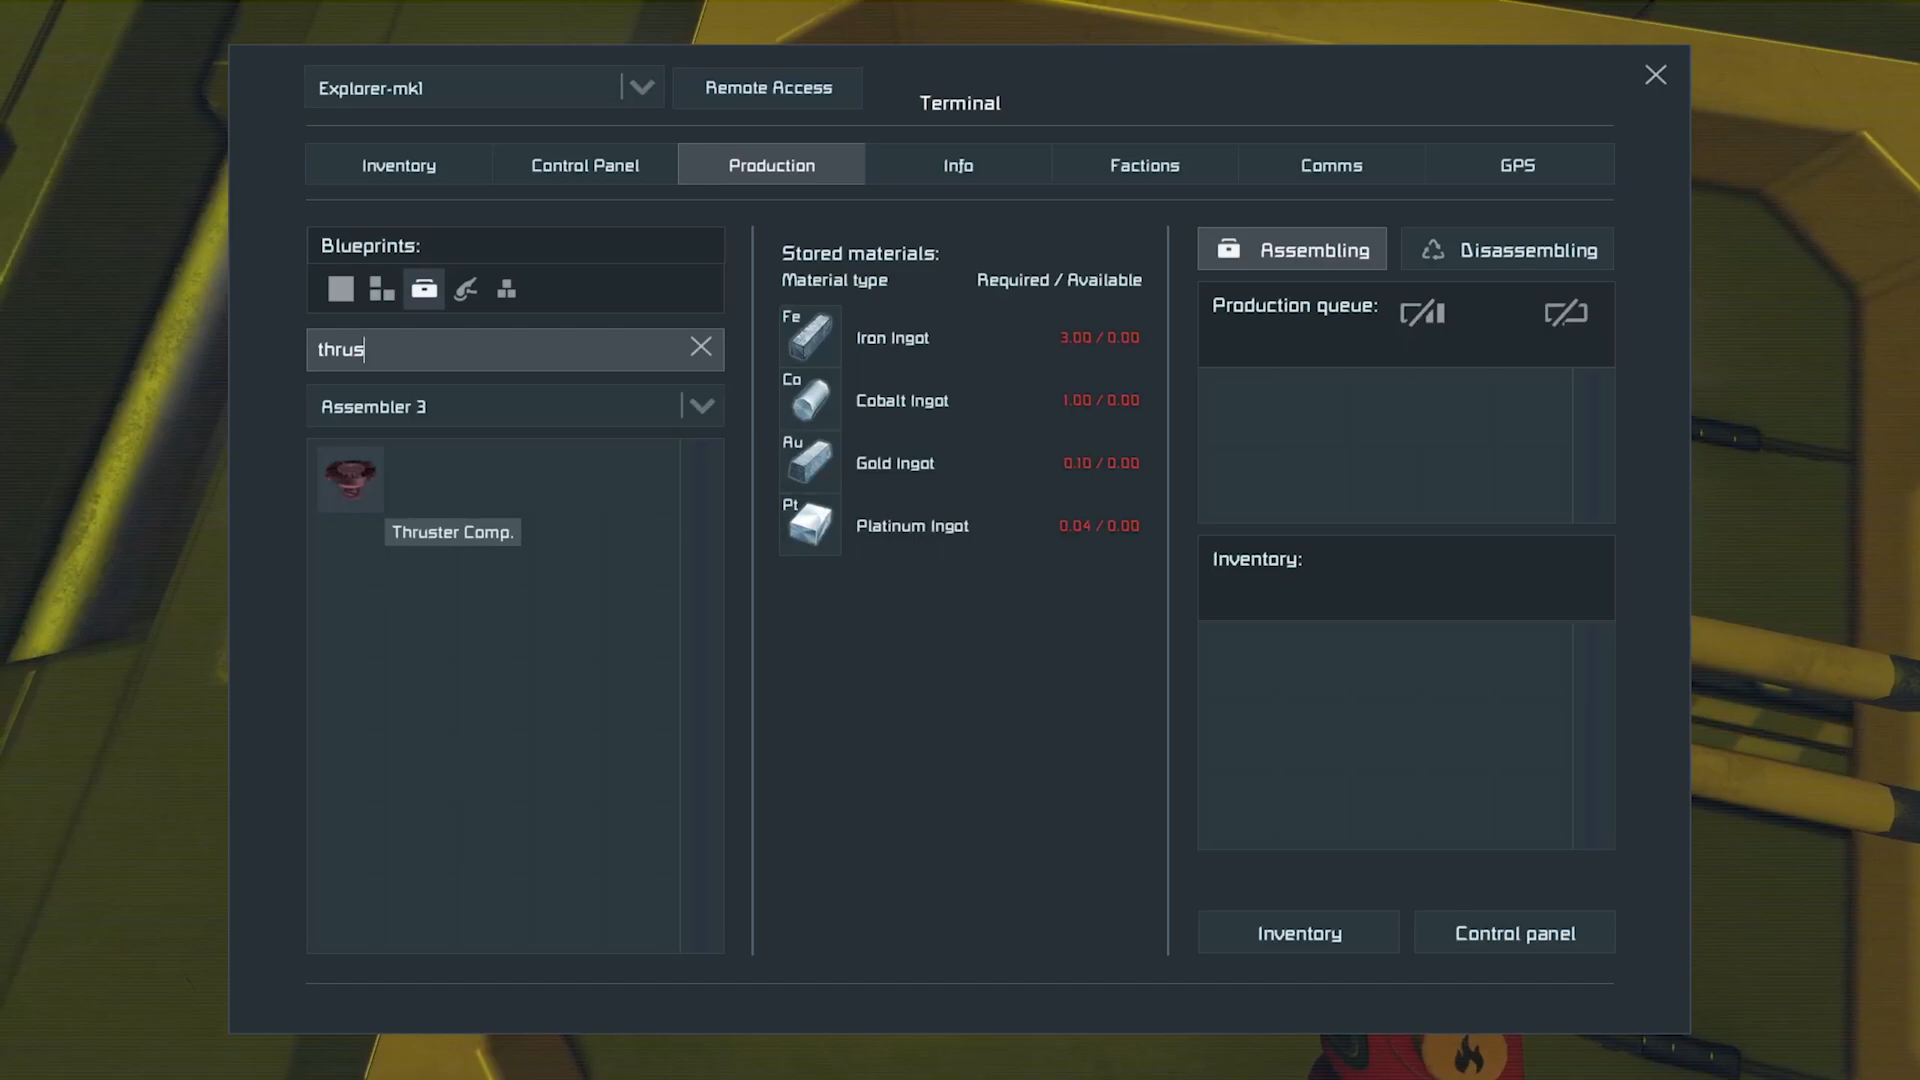 Explorer-mk1
Remote Access
Terminal
Inventory
Control Panel
Production
Info
Factions
Comms
GPS
Blueprints:
thrus
Assembler 3
Thruster Comp.
Stored materials:
Material type
Required / Available
Fe
Iron Ingot
3.00 / 0.00
Co
Cobalt Ingot
1.00 / 0.00
Au
Gold Ingot
0.10 / 0.00
Pt
Platinum Ingot
0.04 / 0.00
Assembling
Disassembling
Production queue:
Inventory:
Inventory
Control panel